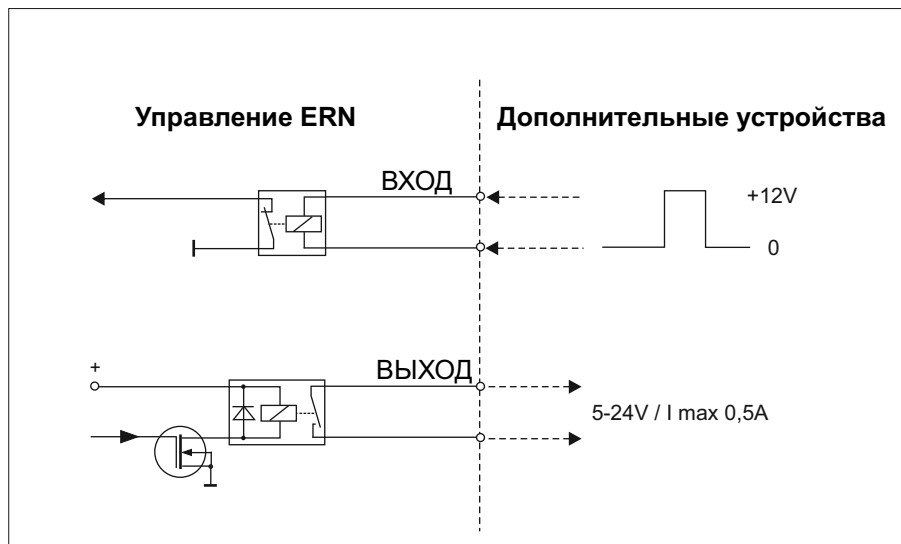 Управление ERN
Дополнительные устройства
ВХОД
+12V
0
+
ВЫХОД
5-24V / I max 0,5A